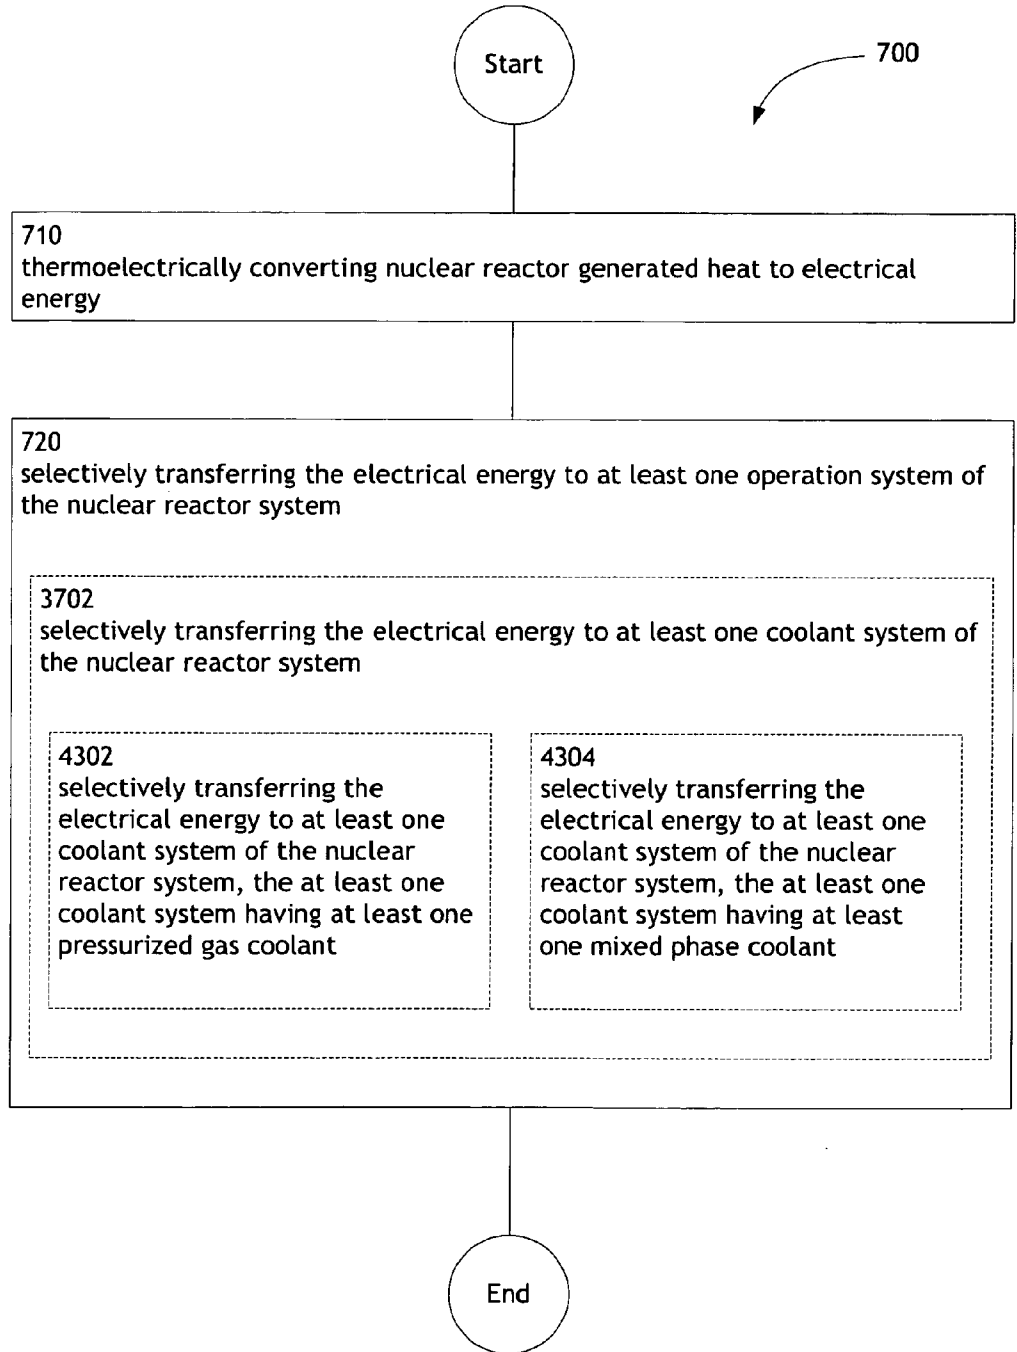 Start
700
710
thermoelectrically converting nuclear reactor generated heat to electrical
energy
720
selectively transferring the electrical energy to at least one operation system of
the nuclear reactor system
3702
selectively transferring the electrical energy to at least one coolant system of
the nuclear reactor system
4302
selectively transferring the
electrical energy to at least one
coolant system of the nuclear
reactor system, the at least one
coolant system having at least one
pressurized gas coolant
4304
selectively transferring the
electrical energy to at least one
coolant system of the nuclear
reactor system, the at least one
coolant system having at least
one mixed phase coolant
End